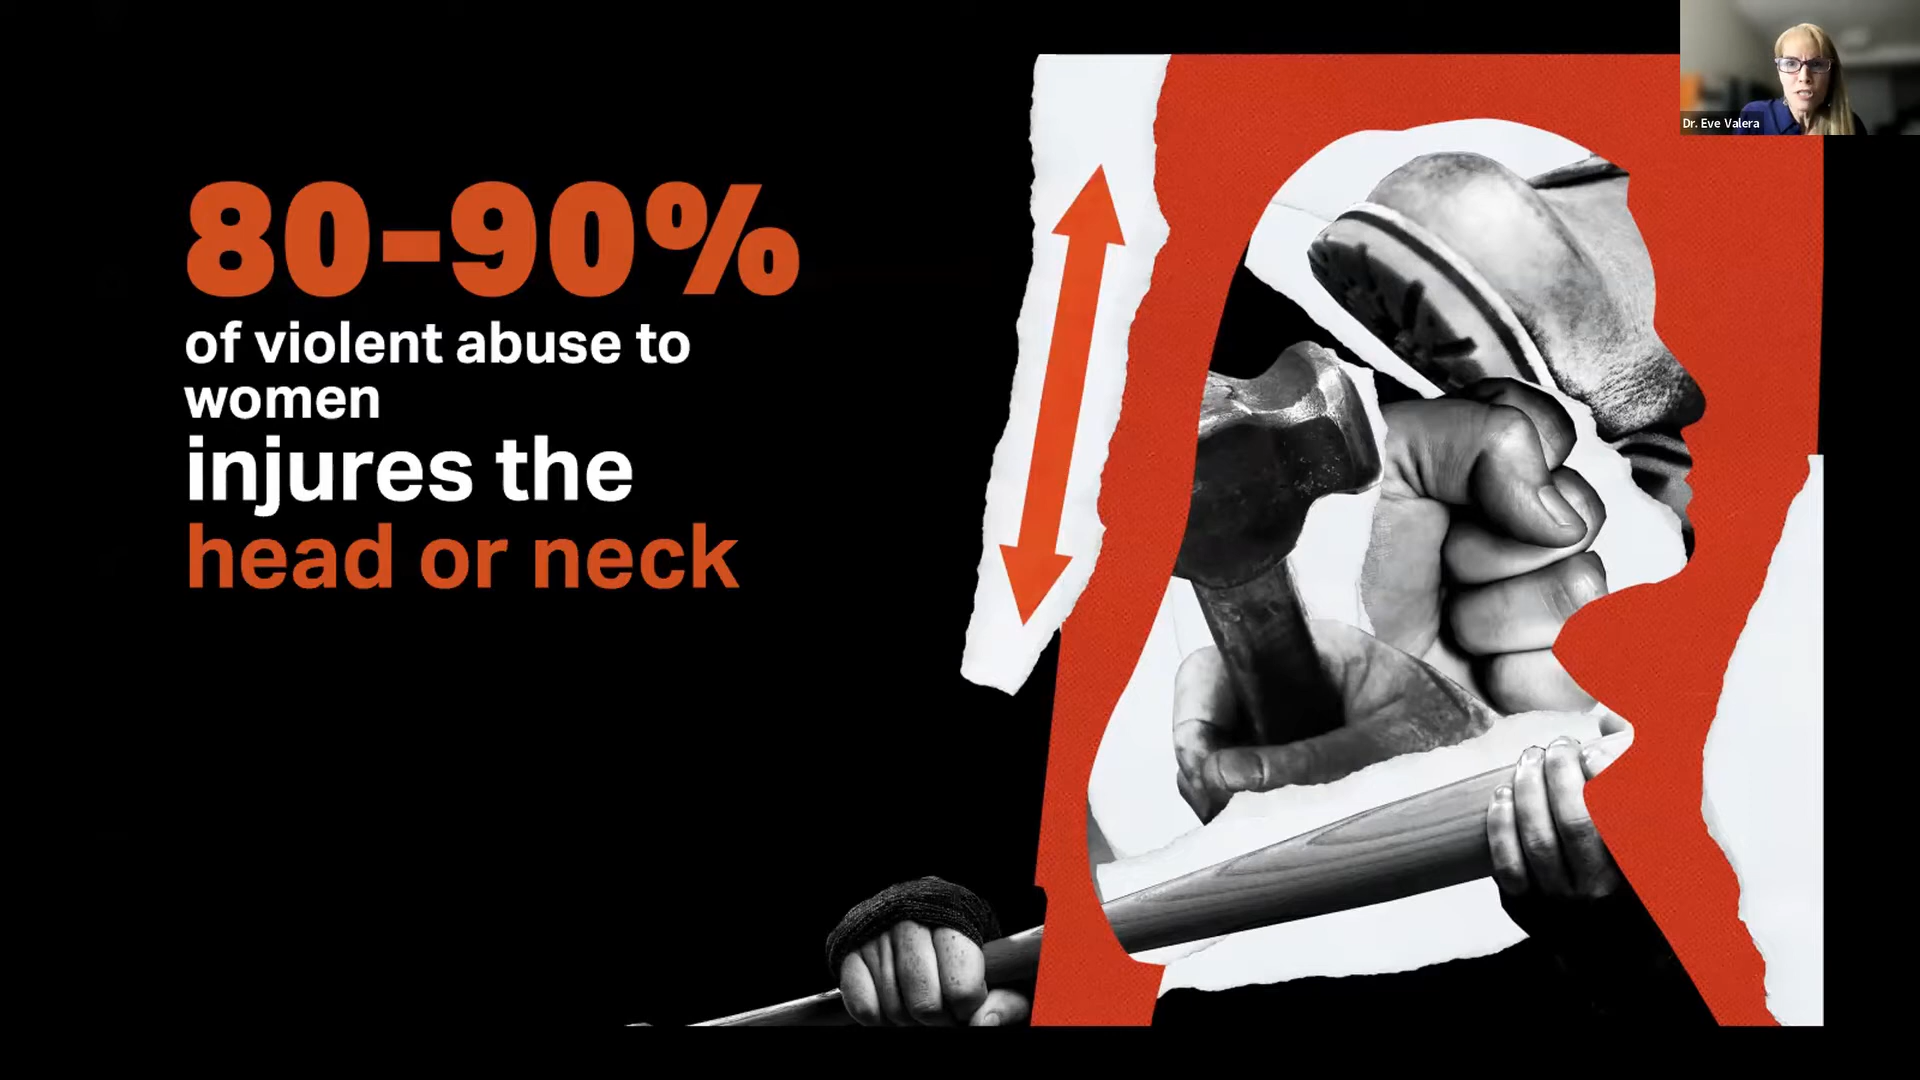 80-90%
of violent abuse to
women
injures the
head or neck
Dr. Eve Valera